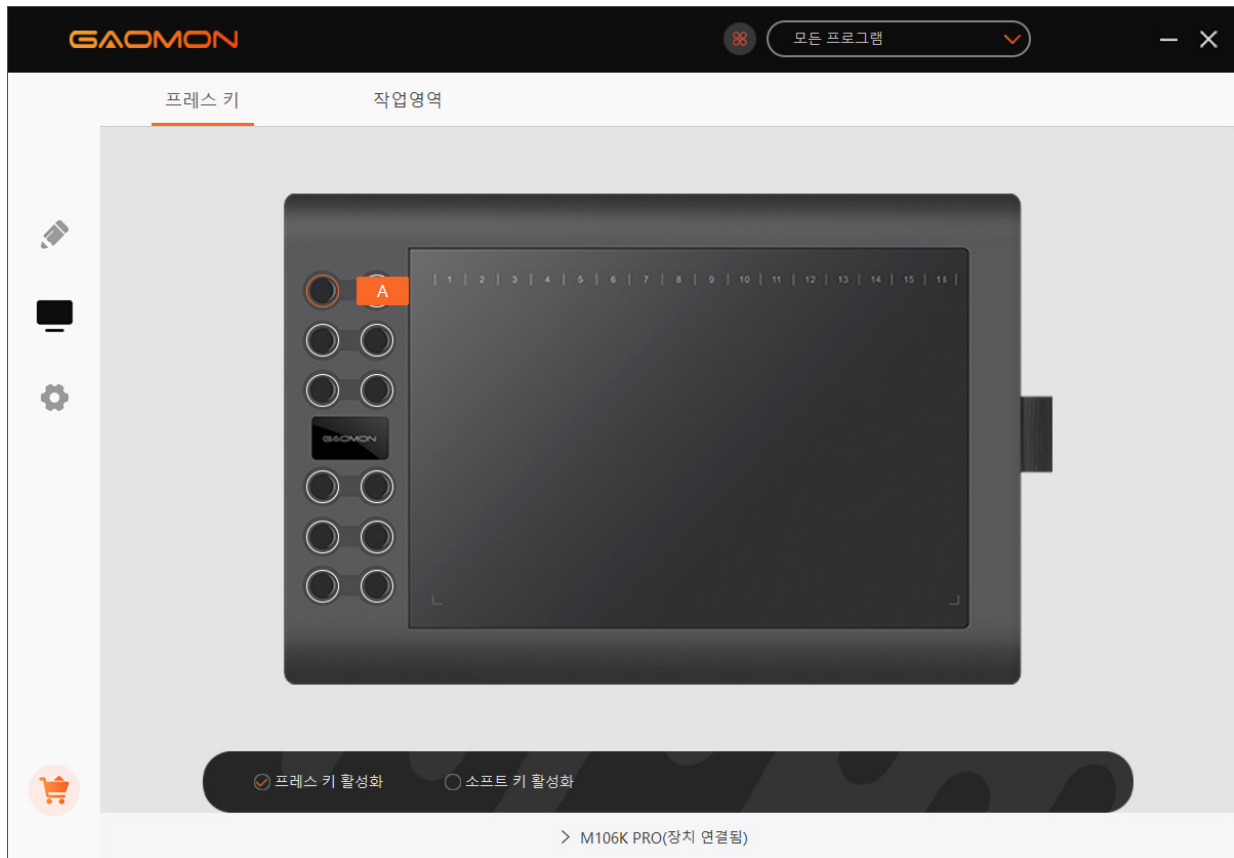 GAOMON
모든 프로그램
프레스 키 작업영역
A
| 1 | 2 | 3 | 4 | 5 | 6 | 7 | 8 | 9 | 10 | 11 | 12 | 13 | 14 | 15 | 16 |
GAOMON
프레스 키 활성화 소프트 키 활성화
> M106K PRO(장치 연결됨)